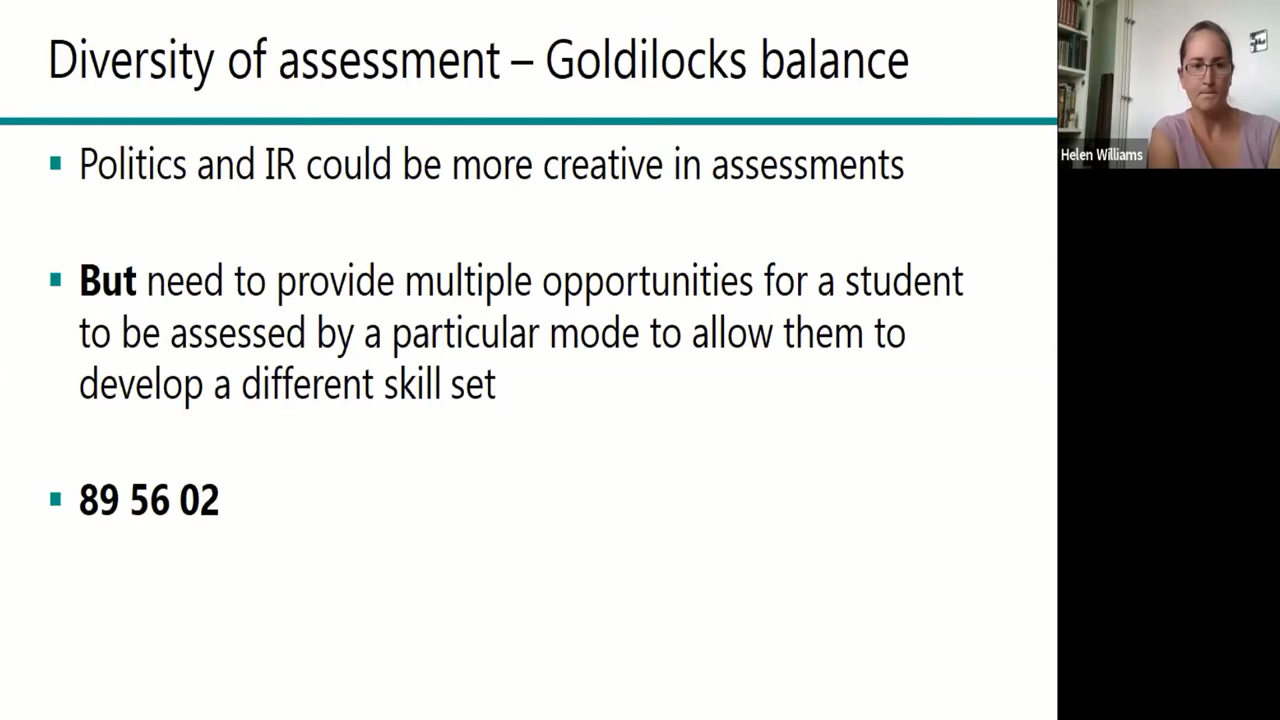 Diversity of assessment – Goldilocks balance
▪ Politics and IR could be more creative in assessments
▪ But need to provide multiple opportunities for a student
to be assessed by a particular mode to allow them to
develop a different skill set
▪ 89 56 02
Helen Williams